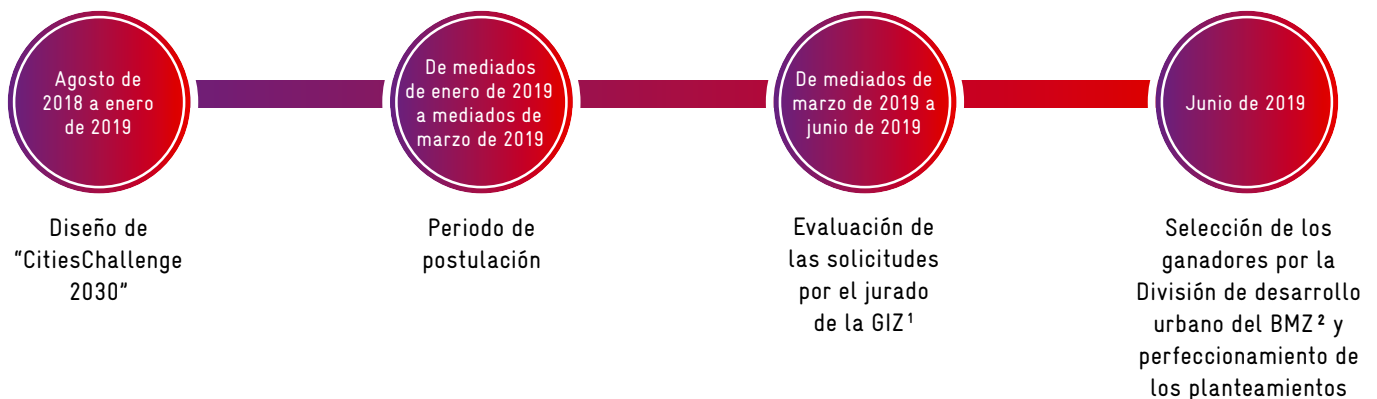 Agosto de
2018 a enero
de 2019
Diseño de
"CitiesChallenge
2030"
De mediados
de enero de 2019
a mediados de
marzo de 2019
Periodo de
postulación
De mediados de
marzo de 2019 a
junio de 2019
Evaluación de
las solicitudes
por el jurado
de la GIZ¹
Junio de 2019
Selección de los
ganadores por la
División de desarrollo
urbano del BMZ² y
perfeccionamiento de
los planteamientos